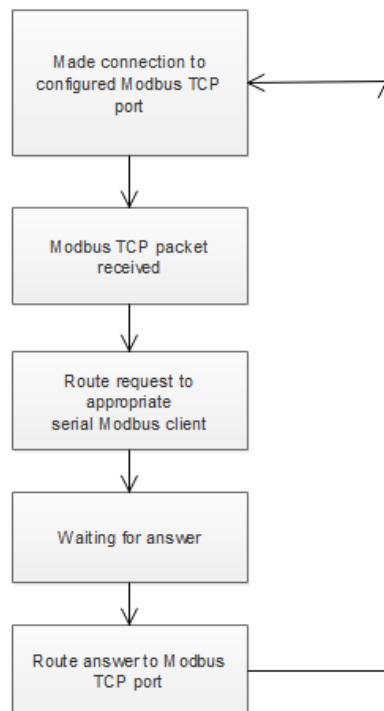 Made connection to
configured Modbus TCP
port
Modbus TCP packet
received
Route request to
appropriate
serial Modbus client
Waiting for answer
Route answer to Modbus
TCP port